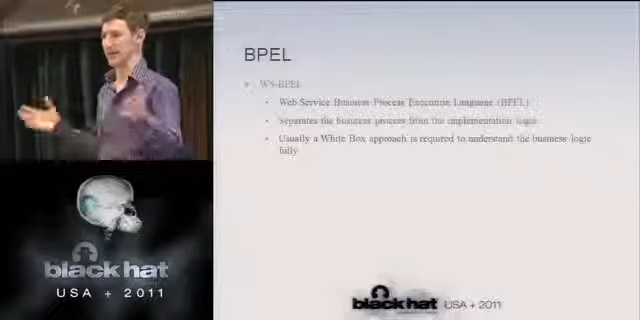 BPEL
WS-BPEL
Web Service Business Process Execution Language (BPEL)
Separates the business process from the implementation logic
Usually a White Box approach is required to understand the business logic
fully
black hat
USA + 2011
black hat USA + 2011